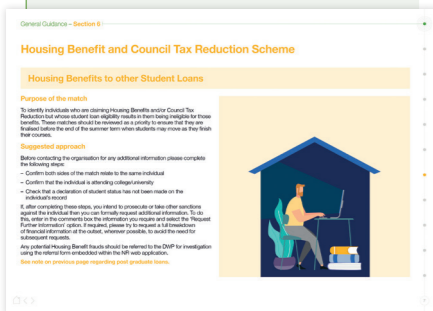 General Guidance – Section 6
Housing Benefit and Council Tax Reduction Scheme
Housing Benefits to other Student Loans
Purpose of the match
To identify individuals who are claiming Housing Benefits and/or Council Tax
Reduction but whose student loan eligibility results in them being ineligible for those
benefits. These matches should be reviewed as a priority to ensure that they are
finalised before the end of the summer term when students may move as they finish
their courses.
Suggested approach
Before contacting the organisation for any additional information please complete
the following steps:
– Confirm both sides of the match relate to the same individual
– Confirm that the individual is attending college/university
– Check that a declaration of student status has not been made on the
individual's record
If, after completing these steps, you intend to prosecute or take other sanctions
against the individual then you can formally request additional information. To do
this, enter in the comments box the information you require and select the 'Request
Further Information' option. If required, please try to request a full breakdown
of financial information at the outset, wherever possible, to avoid the need for
subsequent requests.
Any potential Housing Benefit frauds should be referred to the DWP for investigation
using the referral form embedded within the NFI web application.
See note on previous page regarding post graduate loans.